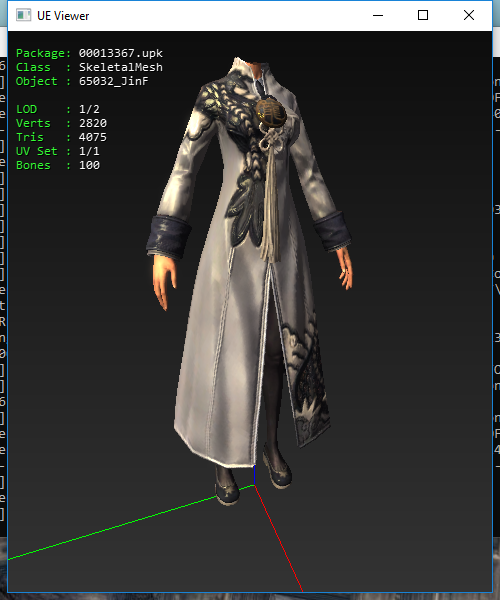 UE Viewer
Package: 00013367.upk
Class : SkeletalMesh
Object : 65032_JinF
LOD : 1/2
Verts : 2820
Tris : 4075
UV Set : 1/1
Bones : 100